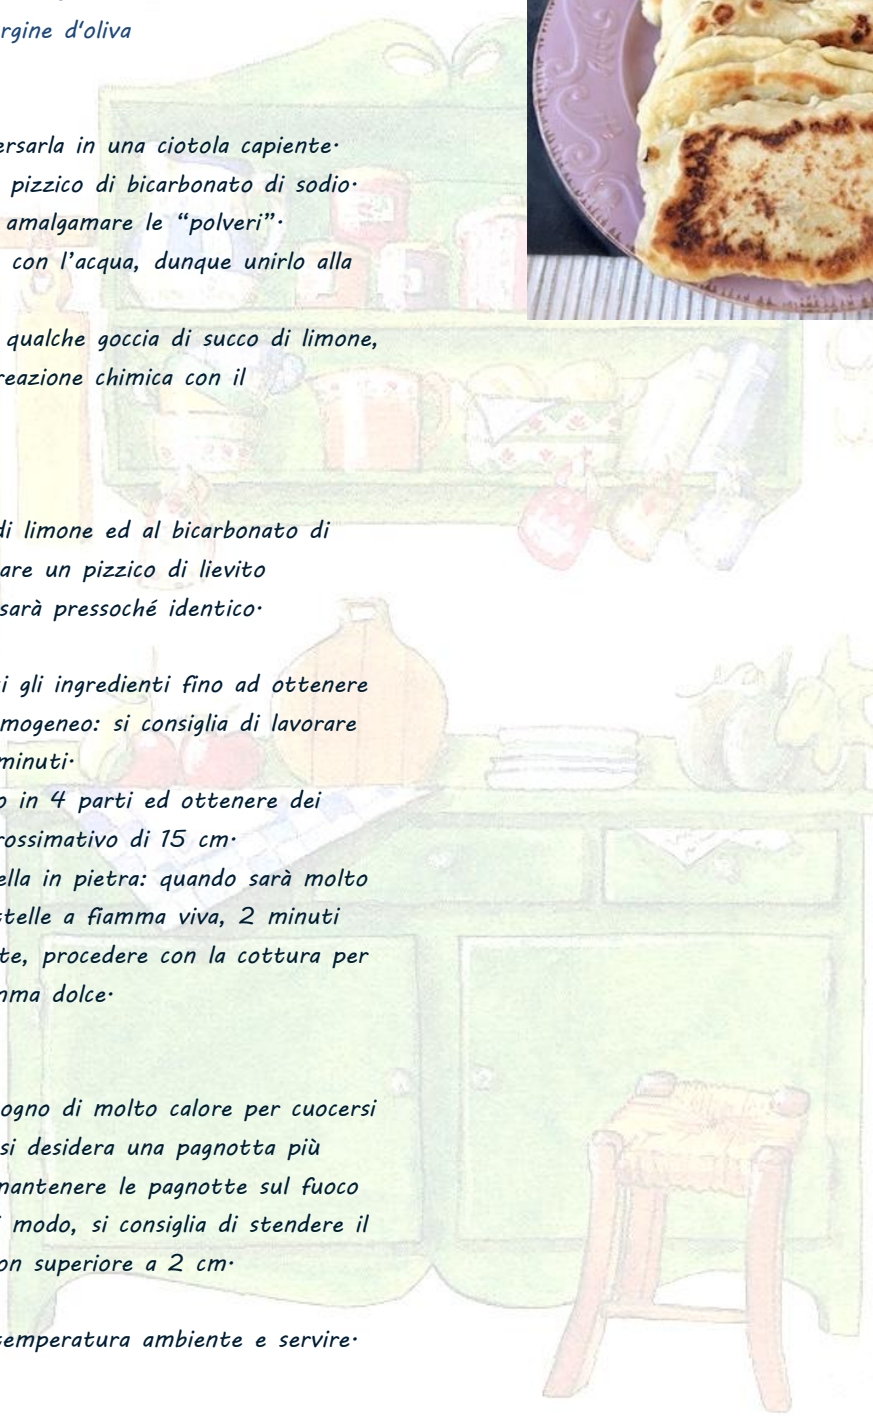 rgine d'oliva
ersarla in una ciotola capiente·
pizzico di bicarbonato di sodio·
amalgamare le “polveri”·
con l’acqua, dunque unirlo alla
qualche goccia di succo di limone,
reazione chimica con il
di limone ed al bicarbonato di
are un pizzico di lievito
sarà pressoché identico·
i gli ingredienti fino ad ottenere
mogeneo: si consiglia di lavorare
minuti·
o in 4 parti ed ottenere dei
rossimativo di 15 cm·
ella in pietra: quando sarà molto
ttelle a fiamma viva, 2 minuti
te, procedere con la cottura per
mma dolce·
ogno di molto calore per cuocersi
si desidera una pagnotta più
mantenere le pagnotte sul fuoco
i modo, si consiglia di stendere il
on superiore a 2 cm·
temperatura ambiente e servire·